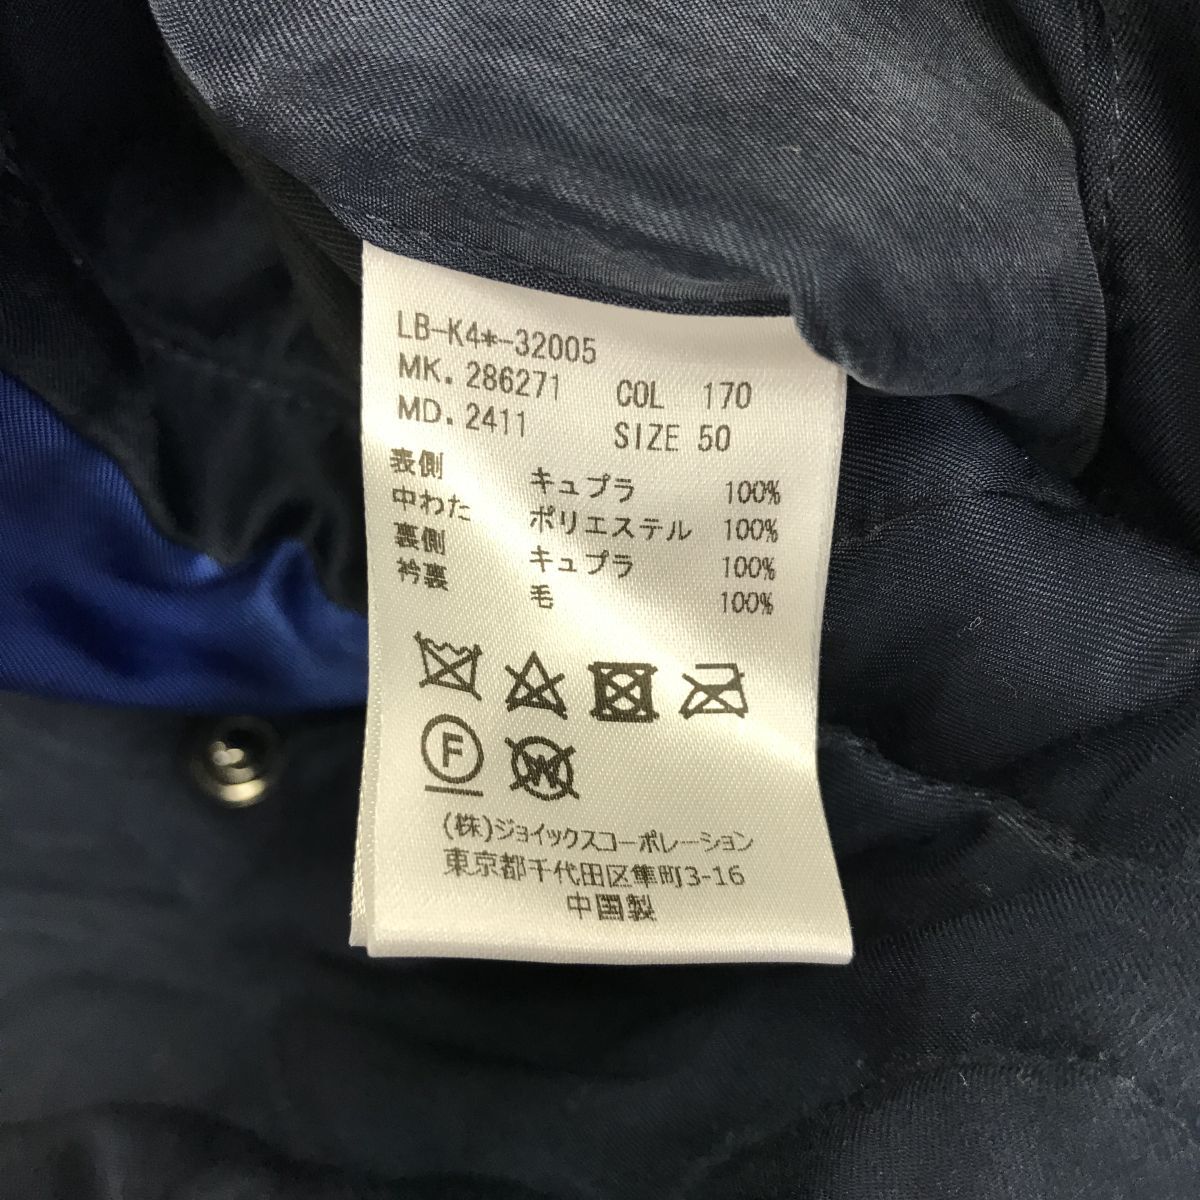 LB-K4*-32005
MK. 286271 COL 170
MD. 2411 SIZE 50
表側 キュプラ 100%
中わた ポリエステル 100%
裏側 キュプラ 100%
衿裏 毛 100%
F W
(株)ジョイックスコーポレーション
東京都千代田区隼町3-16
中国製